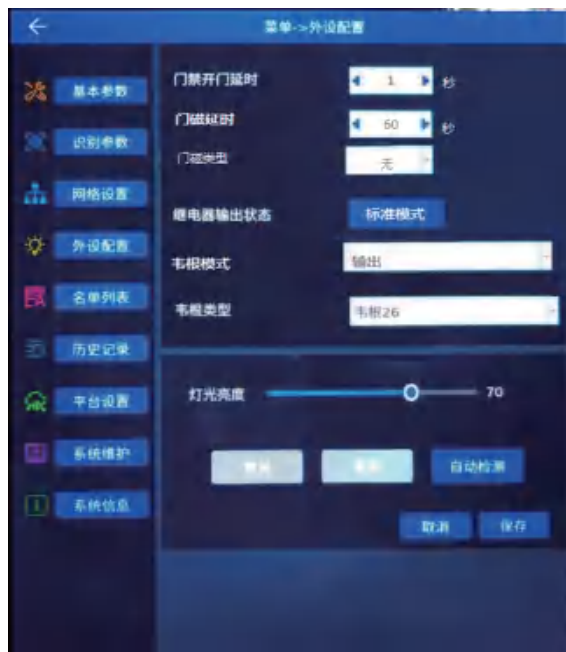 菜单->外设配置
基本参数
识别参数
网络设置
外设配置
名单列表
历史记录
平台设置
系统维护
系统信息
门禁开门延时
1
秒
门磁延时
60
秒
门磁类型
无
继电器输出状态
标准模式
韦根模式
输出
韦根类型
韦根26
灯光亮度
70
自动检测
取消
保存